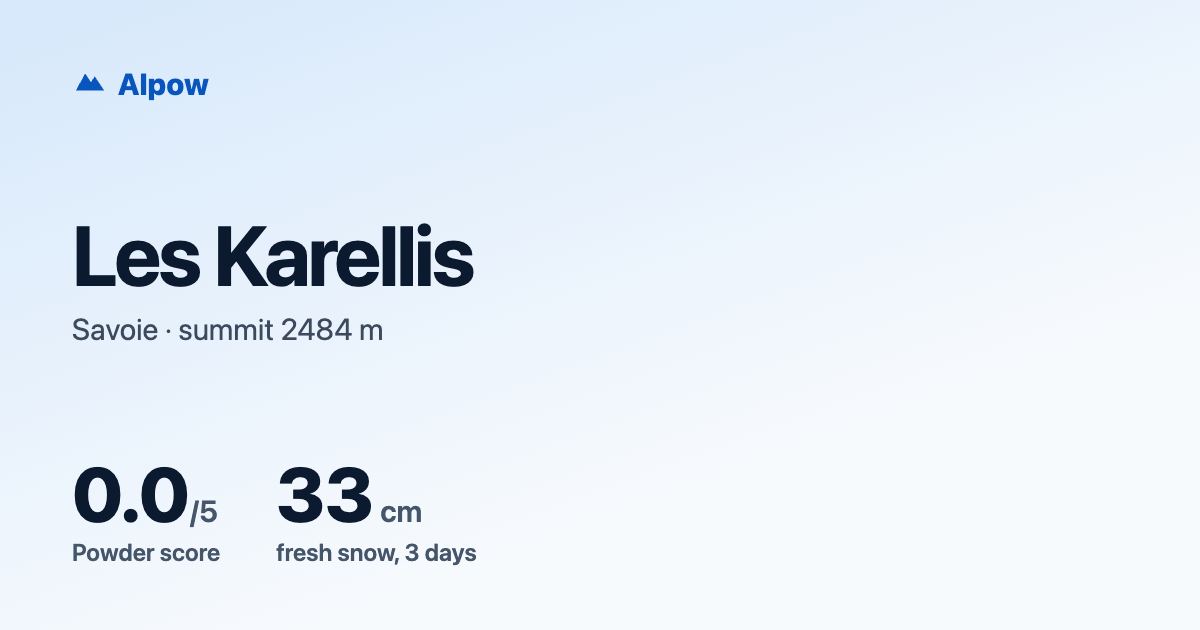 Alpow
Les Karellis
Savoie · summit 2484 m
0.0/5 33 cm
Powder score fresh snow, 3 days